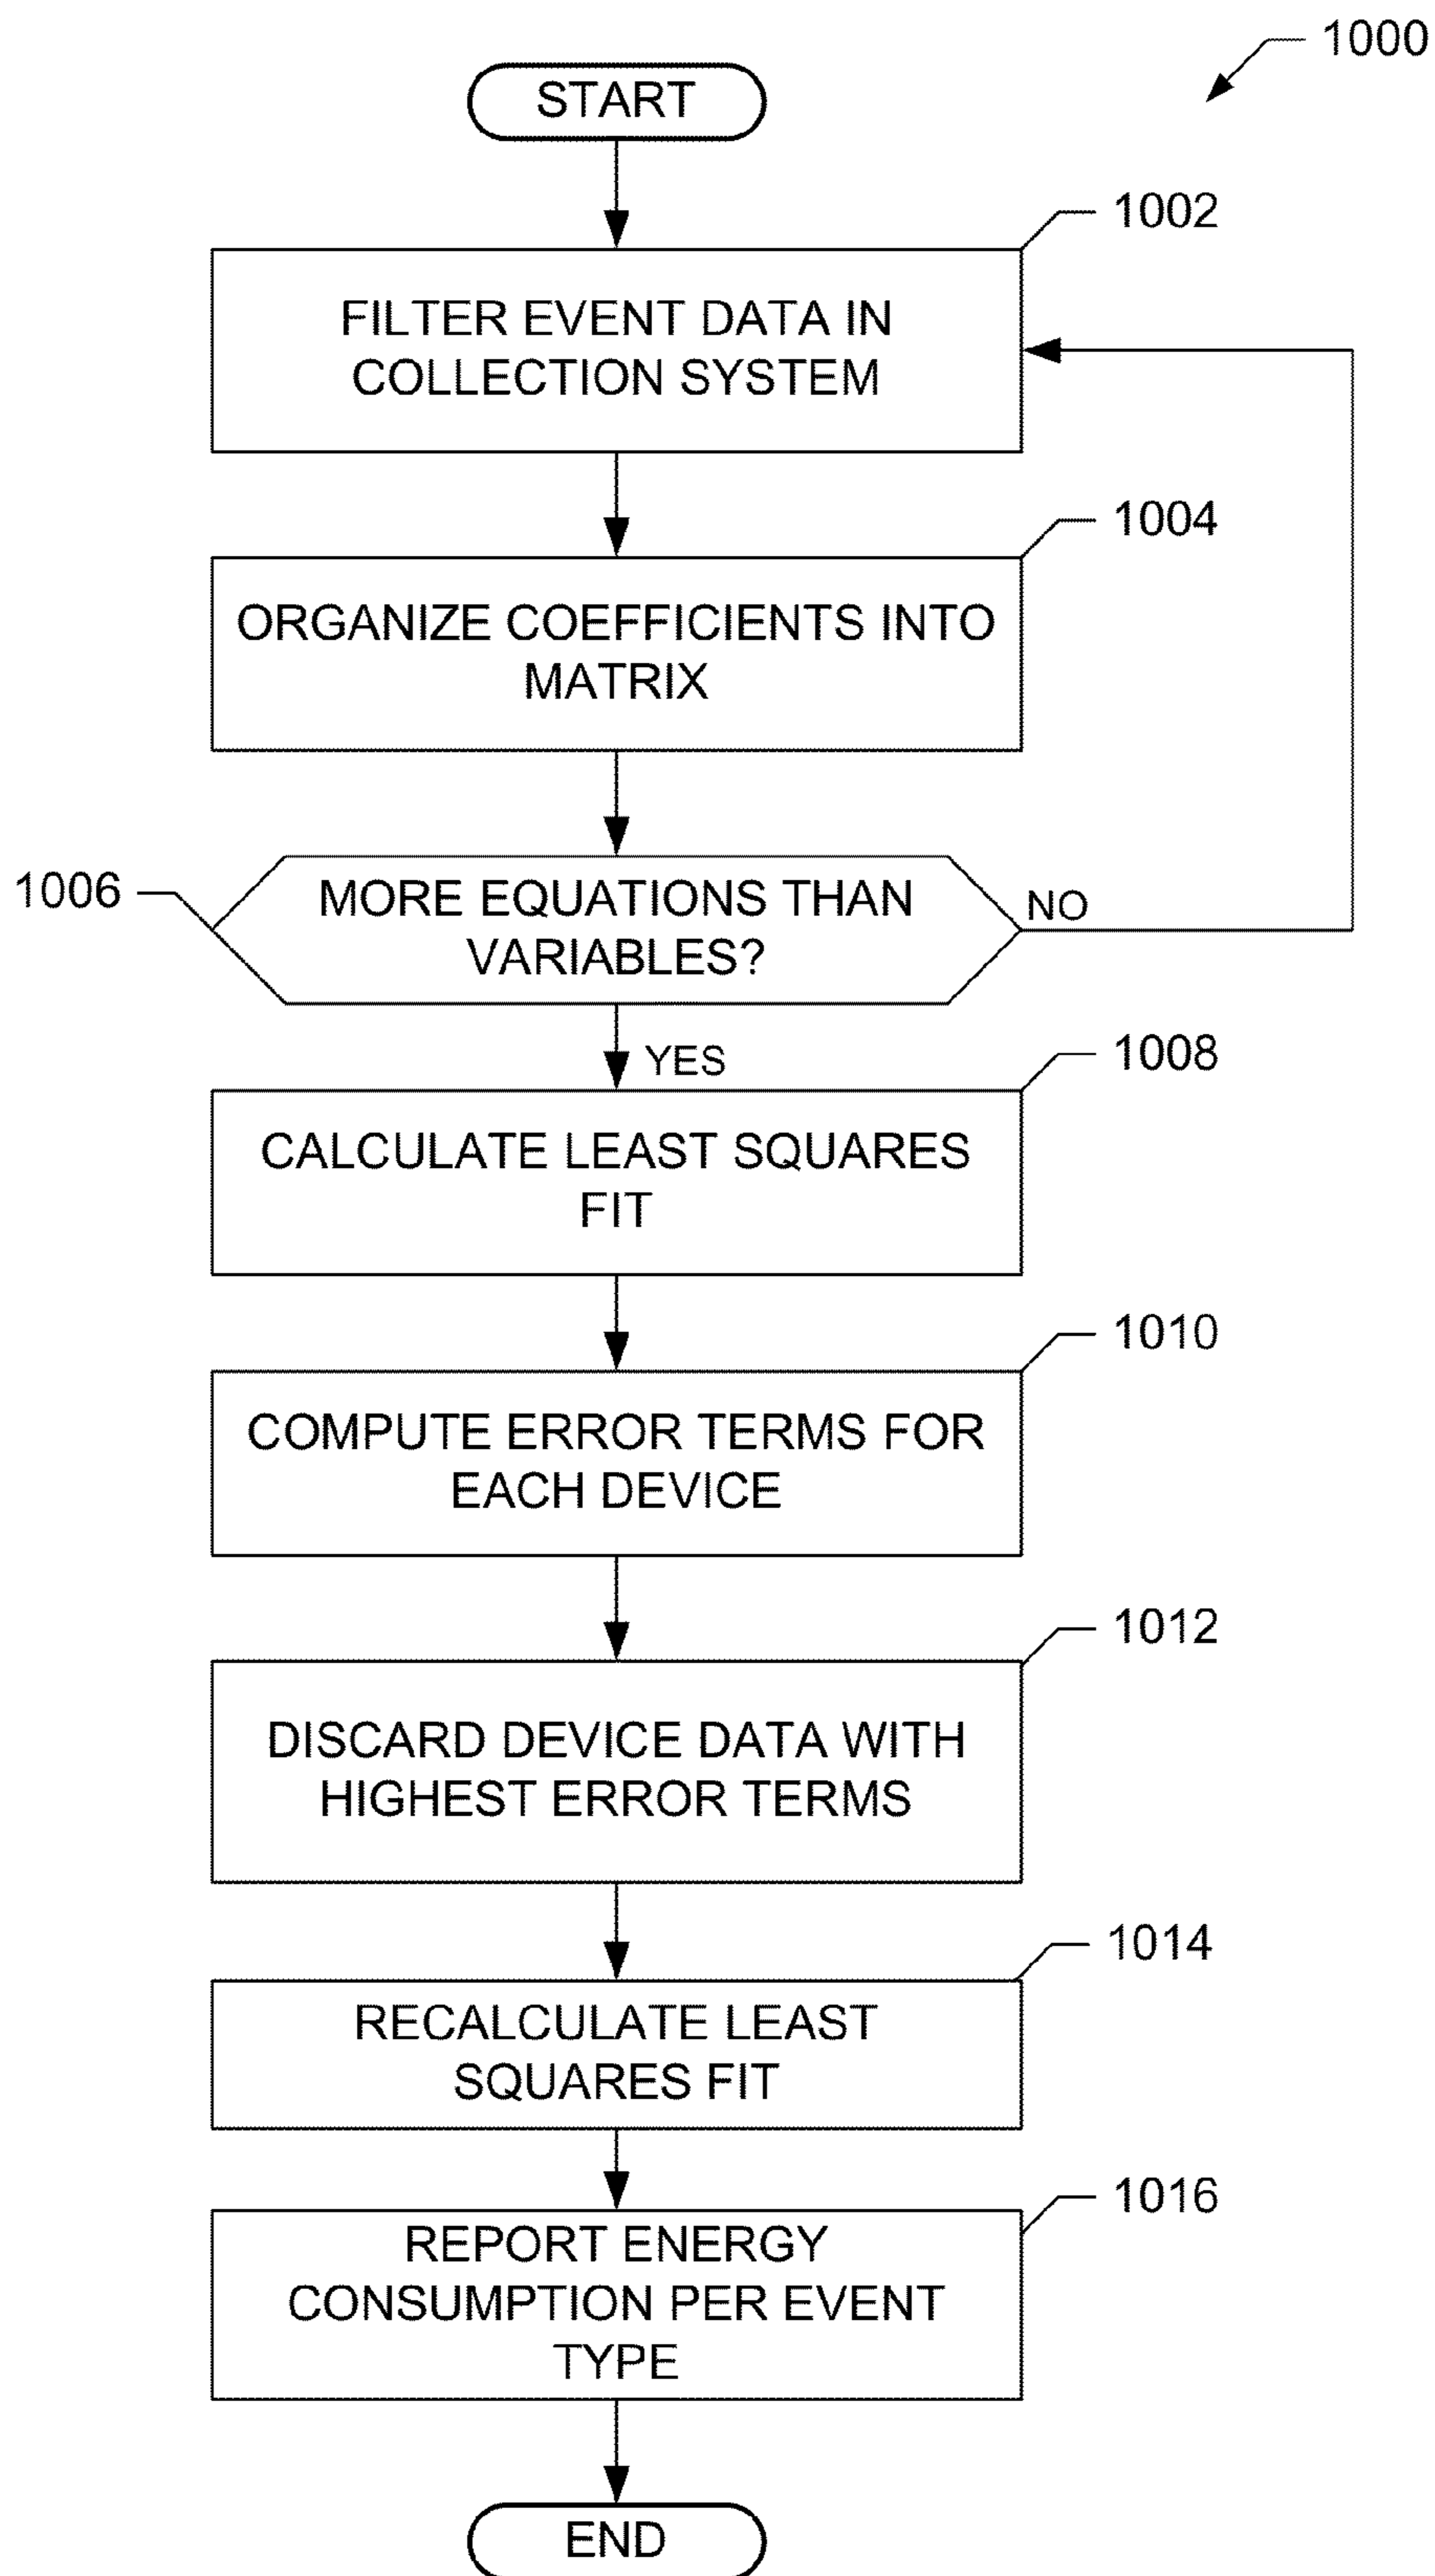 1000
START
1002
FILTER EVENT DATA IN
COLLECTION SYSTEM
1004
ORGANIZE COEFFICIENTS INTO
MATRIX
1006
MORE EQUATIONS THAN
VARIABLES?
NO
YES
1008
CALCULATE LEAST SQUARES
FIT
1010
COMPUTE ERROR TERMS FOR
EACH DEVICE
1012
DISCARD DEVICE DATA WITH
HIGHEST ERROR TERMS
1014
RECALCULATE LEAST
SQUARES FIT
1016
REPORT ENERGY
CONSUMPTION PER EVENT
TYPE
END